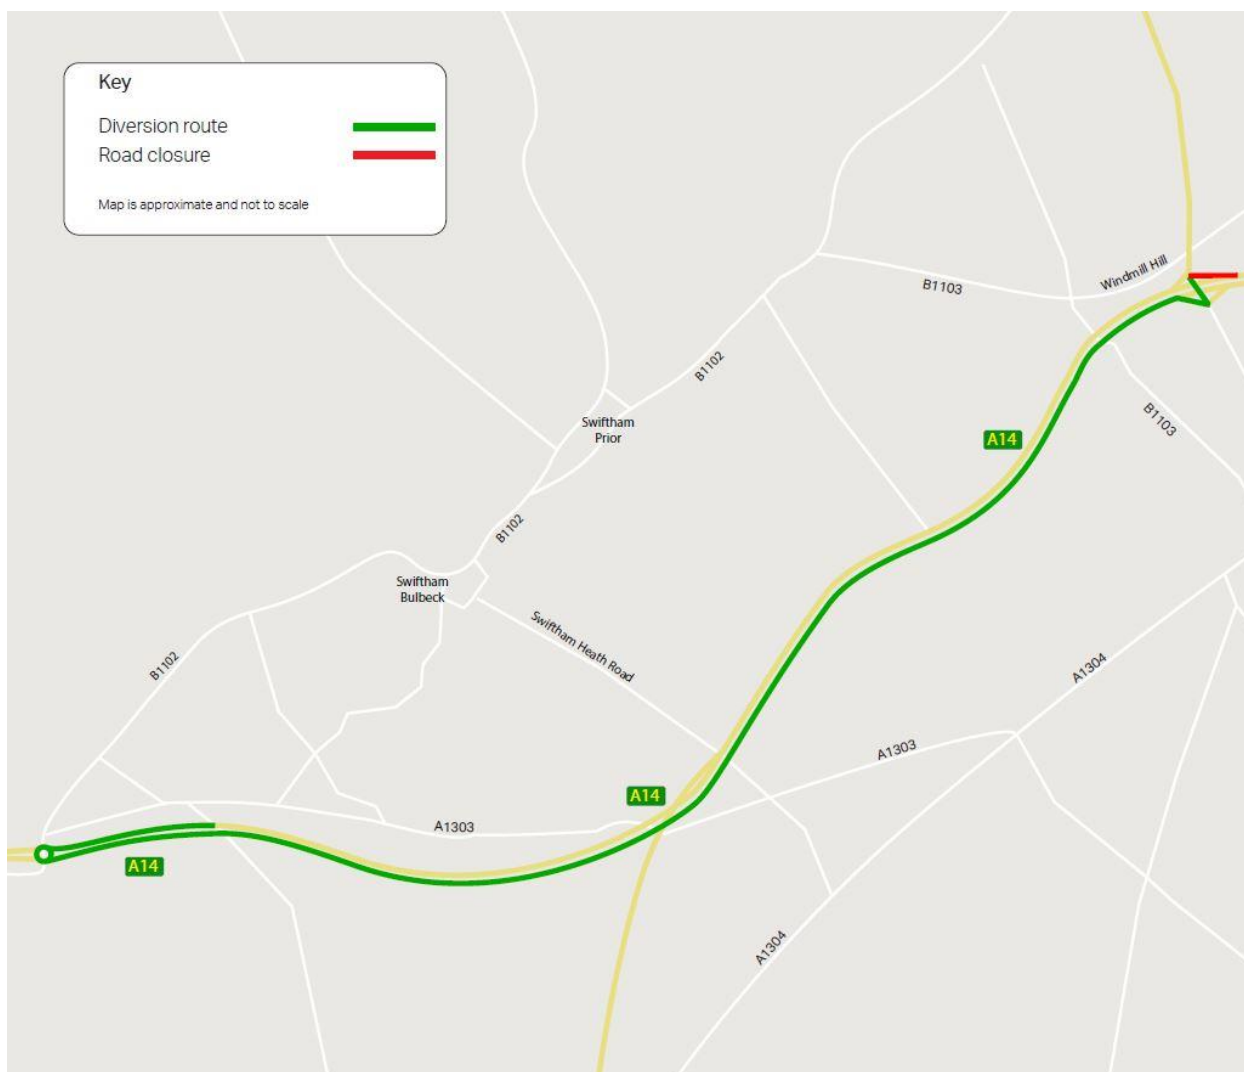 Key
Diversion route
Road closure
Map is approximate and not to scale
Windmill Hill
B1103
B1102
B1103
Swiftham
Prior
A14
B1102
Swiftham
Bulbeck
Swiftham Heath Road
B1102
A1304
A1303
A14
A1303
A14
A1304